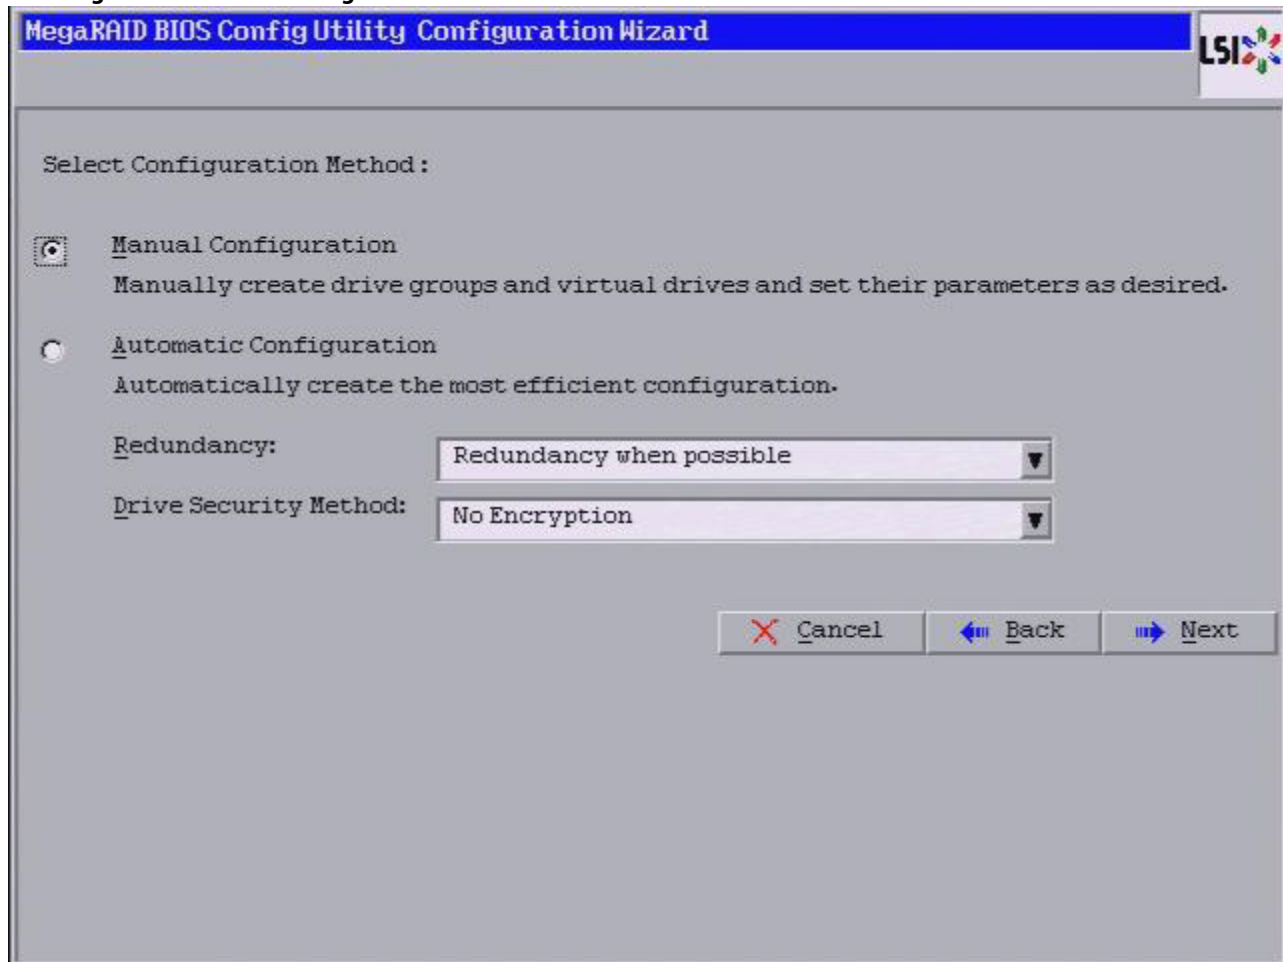 MegaRAID BIOS Config Utility Configuration Wizard
LSI
Select Configuration Method:
Manual Configuration
Manually create drive groups and virtual drives and set their parameters as desired.
Automatic Configuration
Automatically create the most efficient configuration.
Redundancy: Redundancy when possible
Drive Security Method: No Encryption
Cancel Back Next